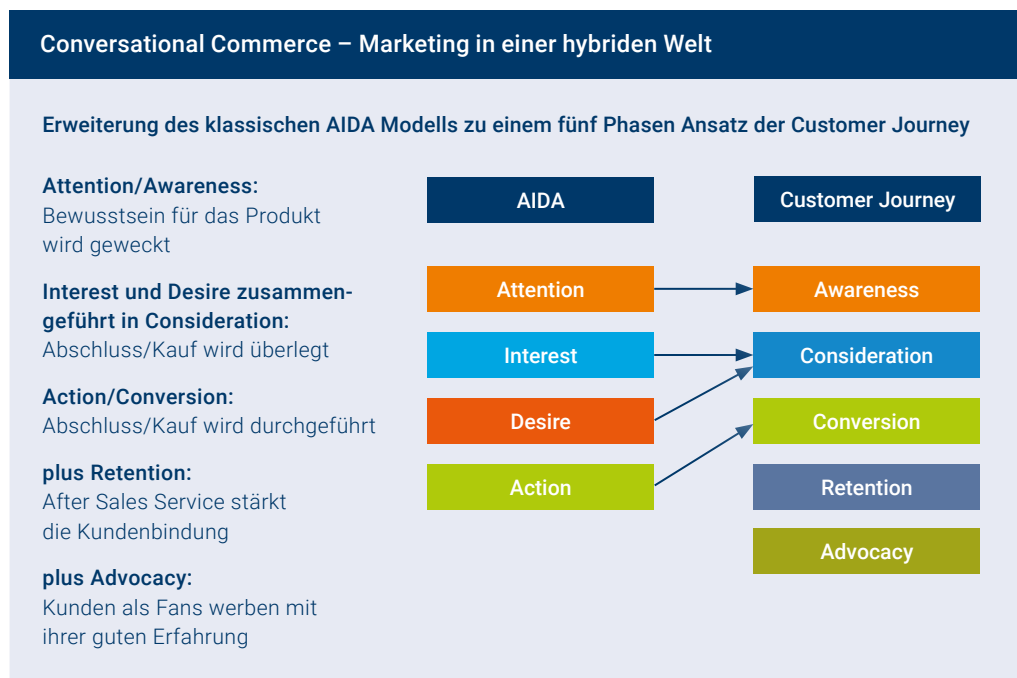 Conversational Commerce – Marketing in einer hybriden Welt
Erweiterung des klassischen AIDA Modells zu einem fünf Phasen Ansatz der Customer Journey
Attention/Awareness:
Bewusstsein für das Produkt
wird geweckt
Interest und Desire zusammen-
geführt in Consideration:
Abschluss/Kauf wird überlegt
Action/Conversion:
Abschluss/Kauf wird durchgeführt
plus Retention:
After Sales Service stärkt
die Kundenbindung
plus Advocacy:
Kunden als Fans werben mit
ihrer guten Erfahrung
AIDA
Attention
Interest
Desire
Action
Customer Journey
Awareness
Consideration
Conversion
Retention
Advocacy